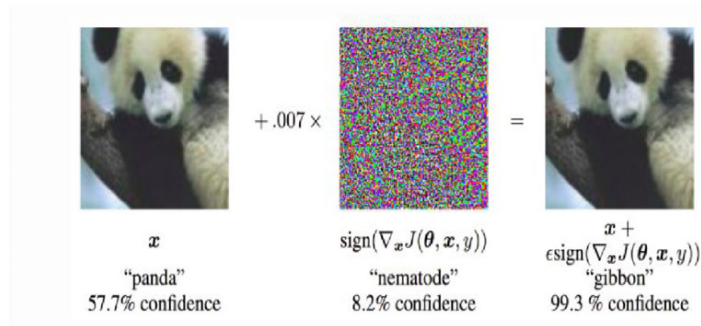 + .007 ×
=
x
sign(∇ₓJ(θ, x, y))
x +
ϵsign(∇ₓJ(θ, x, y))
“panda”
“nematode”
“gibbon”
57.7% confidence
8.2% confidence
99.3 % confidence